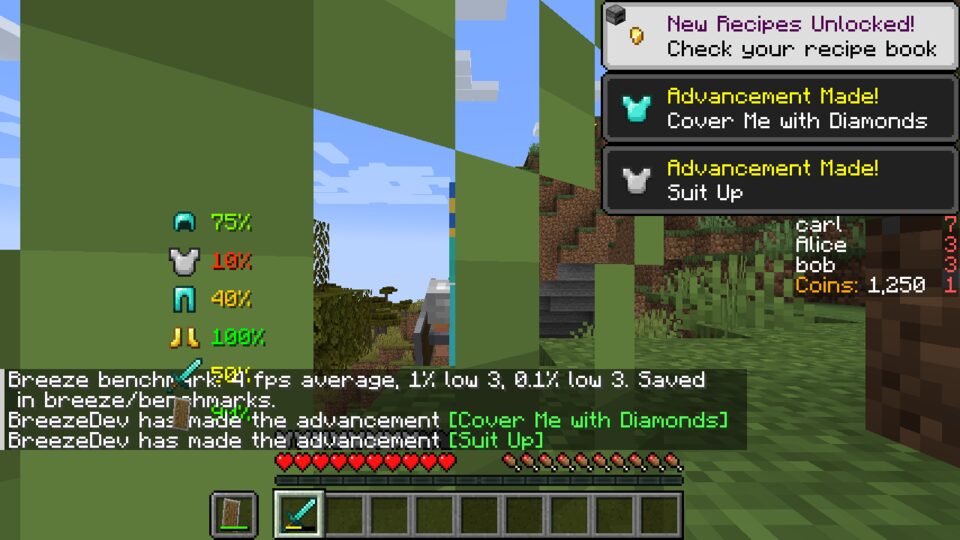 New Recipes Unlocked!
Check your recipe book
Advancement Made!
Cover Me with Diamonds
Advancement Made!
Suit Up
carl 7
Alice 3
bob 3
Coins: 1,250 1
75%
10%
40%
100%
50%
Breeze benchmark: 4 fps average, 1% low 3, 0.1% low 3. Saved
in breeze/benchmarks.
BreezeDev has made the advancement [Cover Me with Diamonds]
BreezeDev has made the advancement [Suit Up]